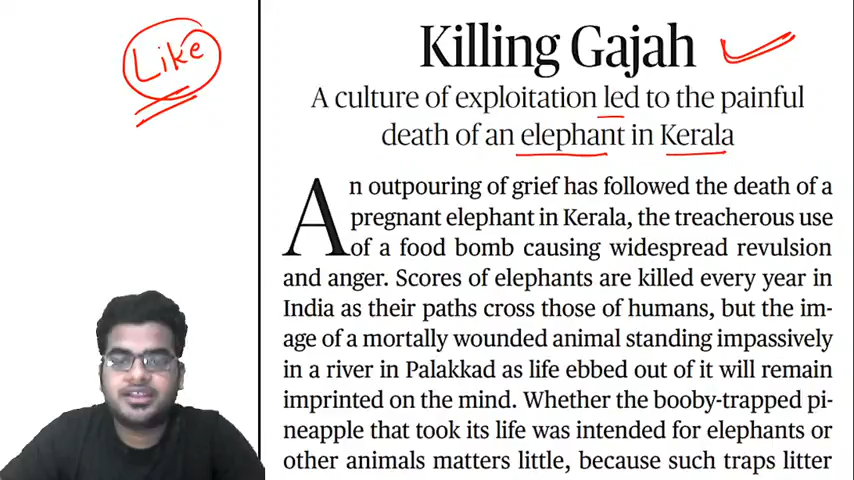 Like
Killing Gajah
A culture of exploitation led to the painful
death of an elephant in Kerala
An outpouring of grief has followed the death of a
pregnant elephant in Kerala, the treacherous use
of a food bomb causing widespread revulsion
and anger. Scores of elephants are killed every year in
India as their paths cross those of humans, but the im-
age of a mortally wounded animal standing impassively
in a river in Palakkad as life ebbed out of it will remain
imprinted on the mind. Whether the booby-trapped pi-
neapple that took its life was intended for elephants or
other animals matters little, because such traps litter